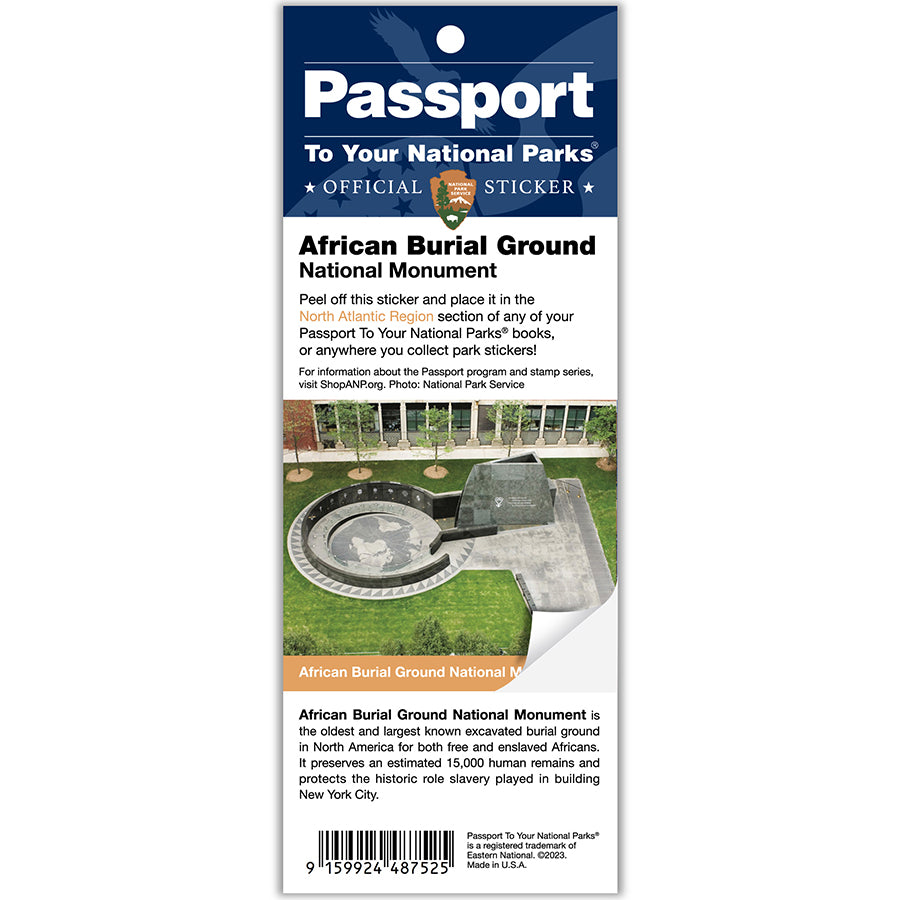 Passport
To Your National Parks®
★ OFFICIAL STICKER ★
NATIONAL
PARK
SERVICE
African Burial Ground
National Monument
Peel off this sticker and place it in the
North Atlantic Region section of any of your
Passport To Your National Parks® books,
or anywhere you collect park stickers!
For information about the Passport program and stamp series,
visit ShopANP.org. Photo: National Park Service
African Burial Ground National M
African Burial Ground National Monument is
the oldest and largest known excavated burial ground
in North America for both free and enslaved Africans.
It preserves an estimated 15,000 human remains and
protects the historic role slavery played in building
New York City.
9 159924 487525
Passport To Your National Parks®
is a registered trademark of
Eastern National. ©2023.
Made in U.S.A.